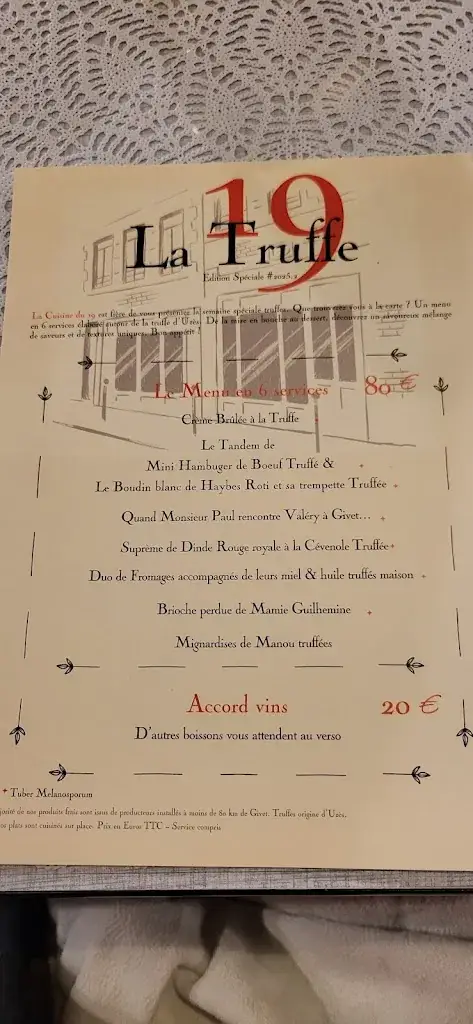 19
La Truffe
Edition Spéciale #2025.2
La Cuisine du 19 est fière de vous présenter la semaine spéciale truffes. Que trouverez vous à la carte ? Un menu
en 6 services élaboré autour de la truffe d'Uzès. De la mise en bouche au dessert, découvrez un savoureux mélange
de saveurs et de textures uniques. Bon appétit !
Le Menu en 6 services 80 €
Crème Brûlée à la Truffe
Le Tandem de
Mini Hambuger de Boeuf Truffé & +
Le Boudin blanc de Haybes Roti et sa trempette Truffée +
Quand Monsieur Paul rencontre Valéry à Givet... +
Suprême de Dinde Rouge royale à la Cévenole Truffée+
Duo de Fromages accompagnés de leurs miel & huile truffés maison +
Brioche perdue de Mamie Guilhemine +
Mignardises de Manou truffées
Accord vins 20 €
D'autres boissons vous attendent au verso
+ Tuber Melanosporum
de nos produits frais sont issus de producteurs installés à moins de 80 km de Givet. Truffes origine d'Uzès.
plats sont cuisinés sur place. Prix en Euros TTC – Service compris